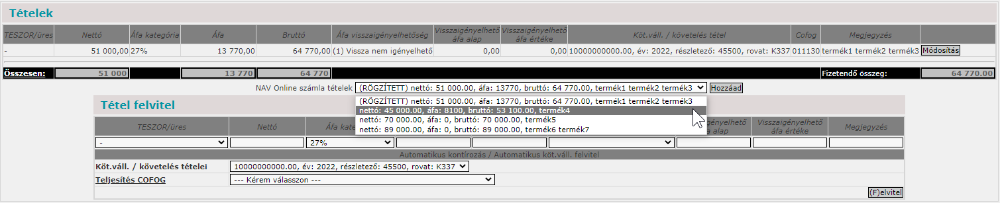 Tételek
TESZOR/üres Nettó Áfa kategória Áfa Bruttó Áfa visszaigényelhetőség Visszaigényelhető áfa alap Visszaigényelhető áfa értéke Köt.váll. / követelés tétel Cofog Megjegyzés
- 51 000,00 27% 13 770,00 64 770,00 (1) Vissza nem igényelhető 0,00 0,00 10000000000.00, év: 2022, részletező: 45500, rovat: K337 011130 termék1 termék2 termék3 Módosítás
Összesen: 51 000 13 770 64 770 Fizetendő összeg: 64 770.00
NAV Online számla tételek (RÖGZÍTETT) nettó: 51 000.00, áfa: 13770, bruttó: 64 770.00, termék1 termék2 termék3 Hozzáad
(RÖGZÍTETT) nettó: 51 000.00, áfa: 13770, bruttó: 64 770.00, termék1 termék2 termék3
nettó: 45 000.00, áfa: 8100, bruttó: 53 100.00, termék4
nettó: 70 000.00, áfa: 0, bruttó: 70 000.00, termék5
nettó: 89 000.00, áfa: 0, bruttó: 89 000.00, termék6 termék7
Tétel felvitel
TESZOR/üres Nettó Áfa kate igényelhető áfa alap Visszaigényelhető áfa értéke Megjegyzés
- 27%
Automatikus kontírozás / Automatikus köt.váll. felvitel
Köt.váll. / követelés tételei 10000000000.00, év: 2022, részletező: 45500, rovat: K337
Teljesítés COFOG --- Kérem válasszon ---
(F)elvitel